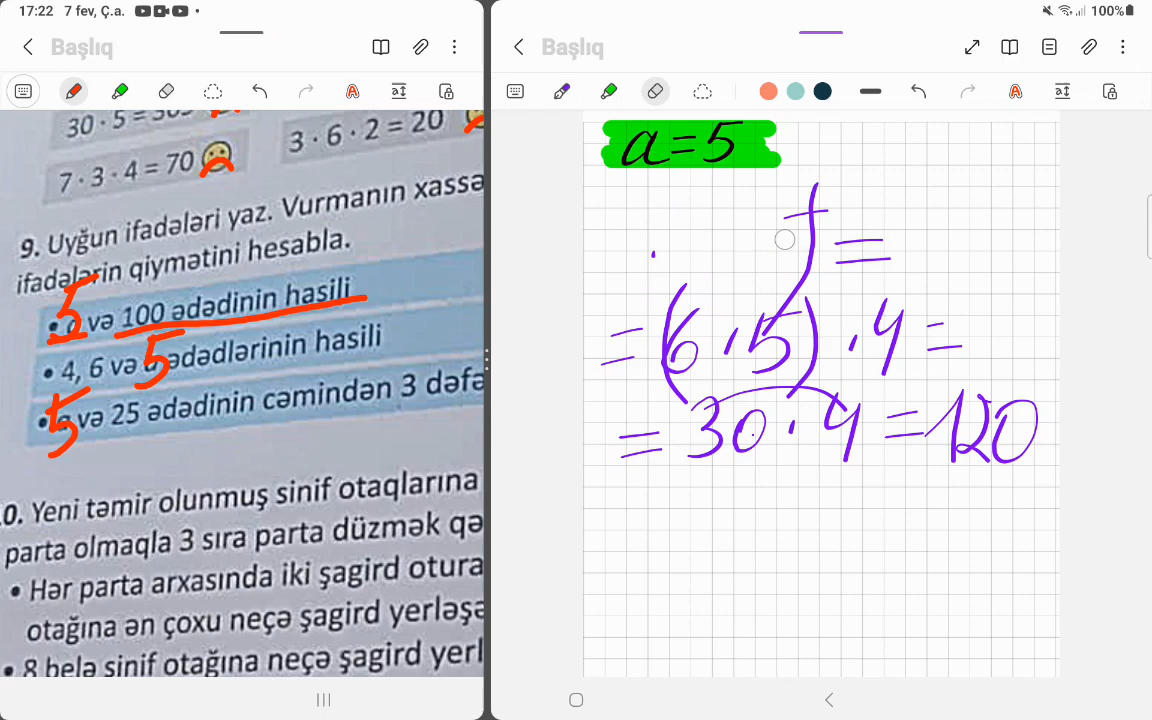 17:22 7 fev, Ç.a.
100%
Başlıq
Başlıq
30 · 5 =
3 · 6 · 2 = 20
7 · 3 · 4 = 70
9. Uyğun ifadələri yaz. Vurmanın xassə
ifadələrin qiymətini hesabla.
• 5 və 100 ədədinin hasili
• 4, 6 və 5 ədədlərinin hasili
• 5 və 25 ədədinin cəmindən 3 dəfə
0. Yeni təmir olunmuş sinif otaqlarına
parta olmaqla 3 sıra parta düzmək qə
• Hər parta arxasında iki şagird otura
otağına ən çoxu neçə şagird yerləşə
• 8 belə sinif otağına neçə şagird yerl
a=5
=
= (6 · 5) · 4 =
= 30 · 4 = 120